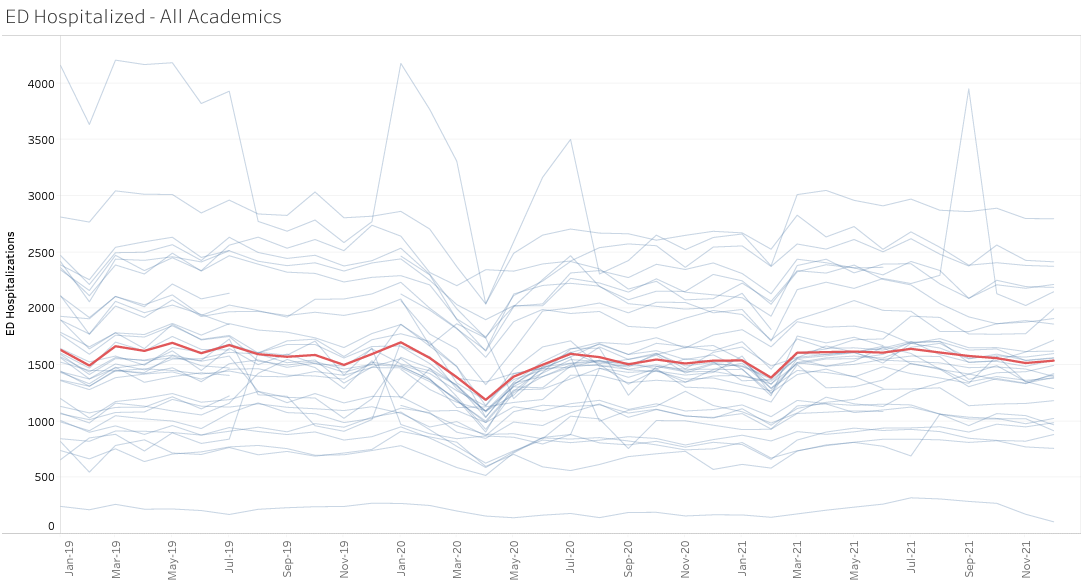 ED Hospitalized - All Academics
ED Hospitalizations
4000
3500
3000
2500
2000
1500
1000
500
0
Jan-19
Mar-19
May-19
Jul-19
Sep-19
Nov-19
Jan-20
Mar-20
May-20
Jul-20
Sep-20
Nov-20
Jan-21
Mar-21
May-21
Jul-21
Sep-21
Nov-21